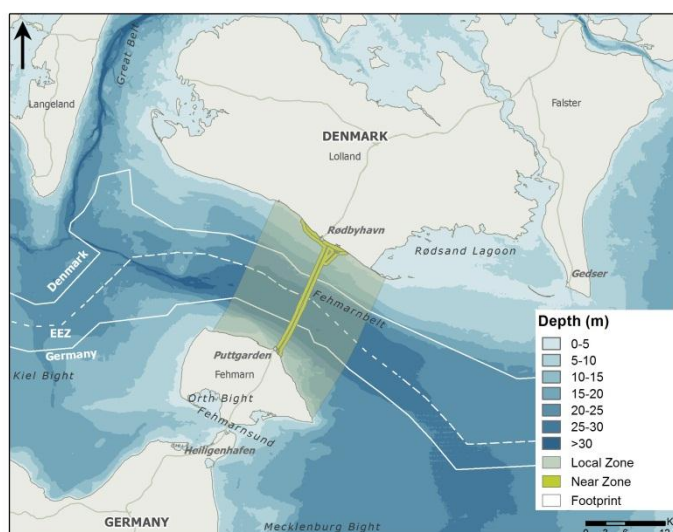 Great Belt
Langeland
DENMARK
Lolland
Falster
Rødbyhavn
Rødsand Lagoon
Gedser
Denmark
EEZ
Germany
Fehmarnbelt
Puttgarden
Fehmarn
Kiel Bight
Orth Bight
Fehmarnsund
Heiligenhafen
GERMANY
Mecklenburg Bight
Depth (m)
0-5
5-10
10-15
15-20
20-25
25-30
>30
Local Zone
Near Zone
Footprint